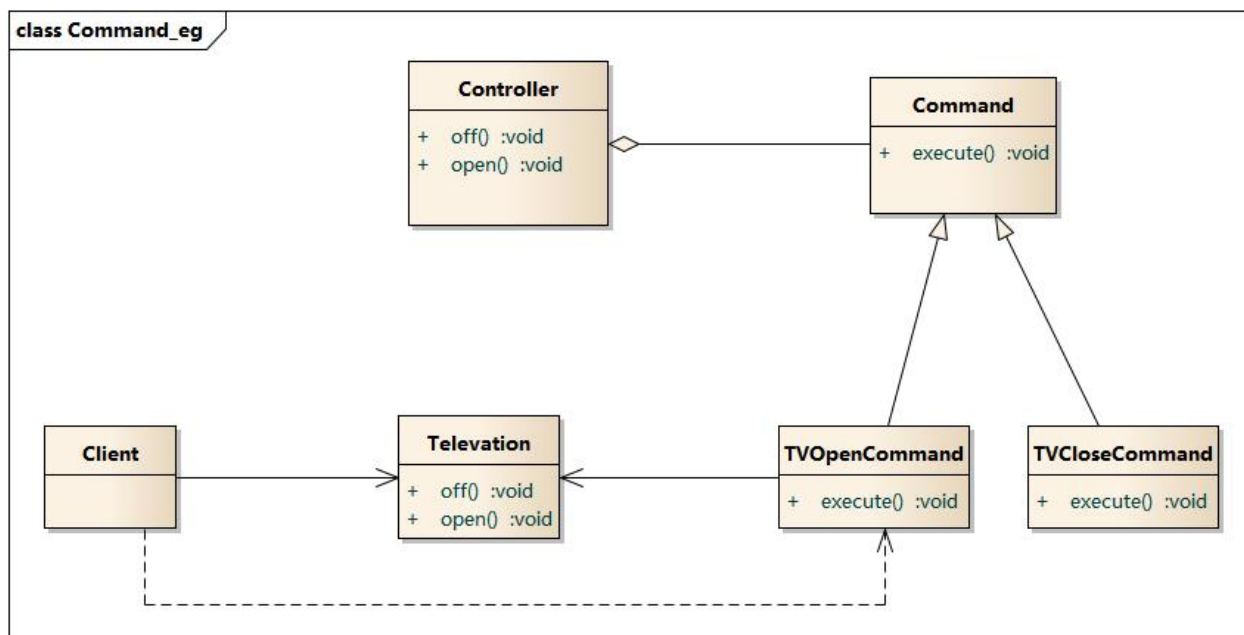 class Command_eg
Controller
+ off() :void
+ open() :void
Command
+ execute() :void
Client
Televation
+ off() :void
+ open() :void
TVOpenCommand
+ execute() :void
TVCloseCommand
+ execute() :void